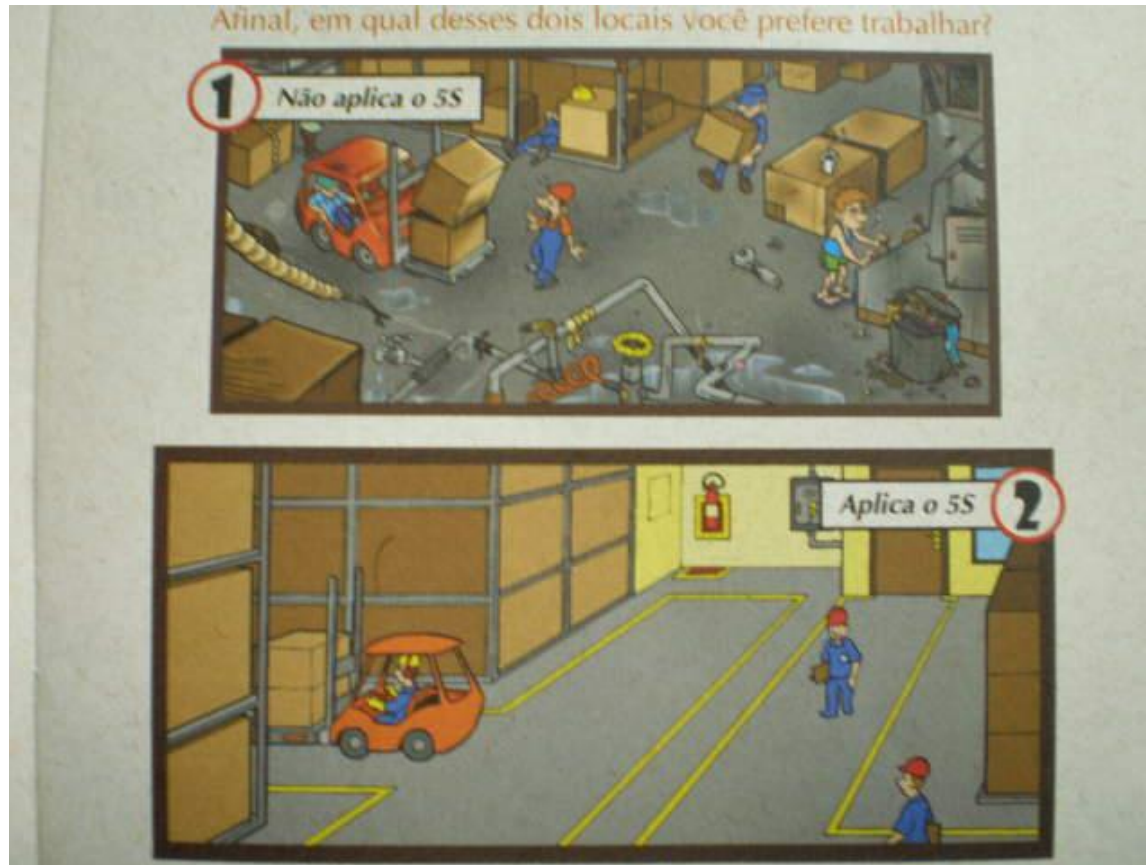 Afinal, em qual desses dois locais você prefere trabalhar?
1
Não aplica o 5S
Aplica o 5S
2